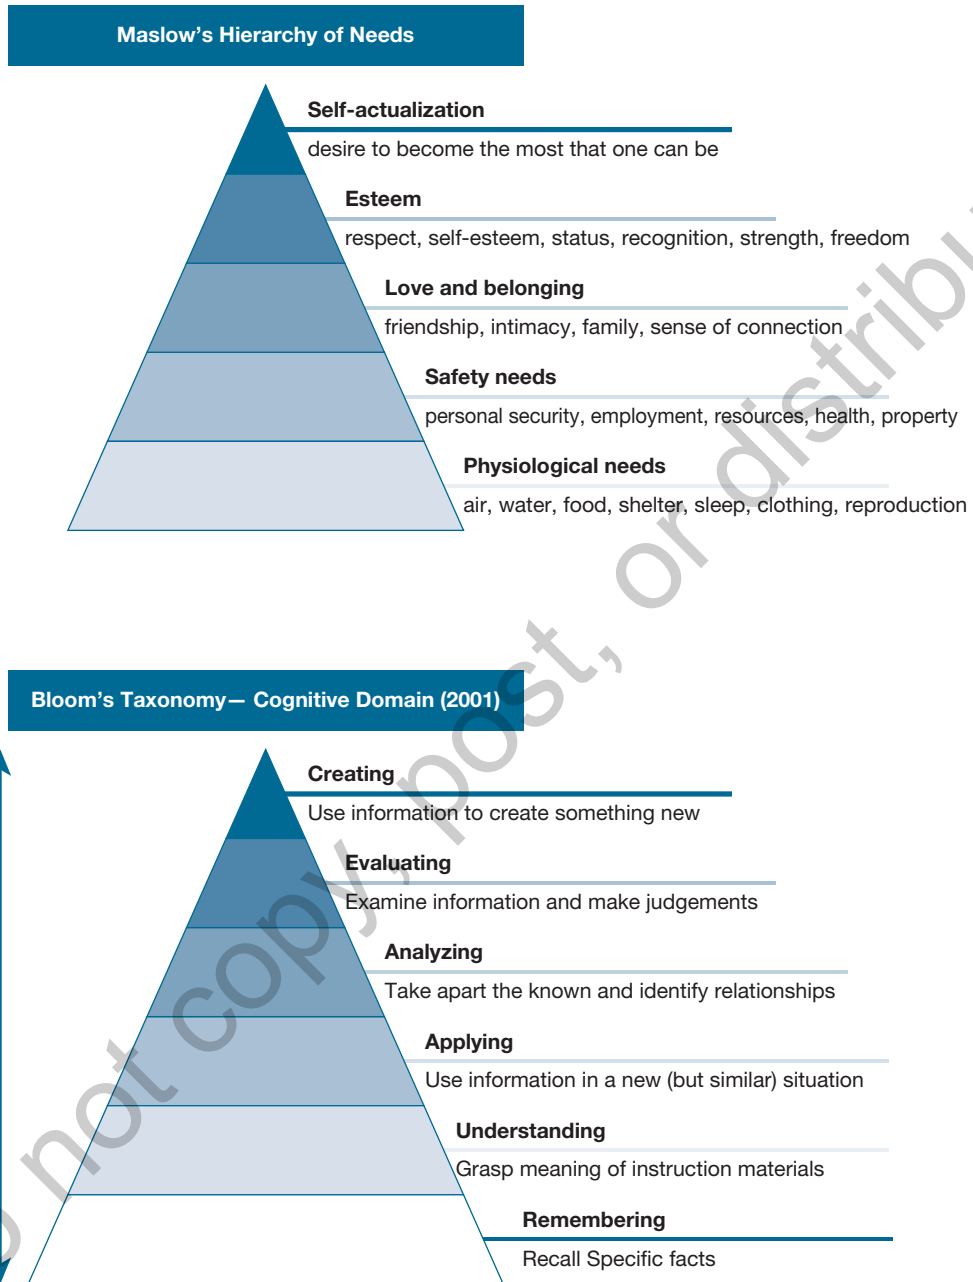 Maslow's Hierarchy of Needs
Self-actualization
desire to become the most that one can be
Esteem
respect, self-esteem, status, recognition, strength, freedom
Love and belonging
friendship, intimacy, family, sense of connection
Safety needs
personal security, employment, resources, health, property
Physiological needs
air, water, food, shelter, sleep, clothing, reproduction
Bloom's Taxonomy— Cognitive Domain (2001)
Creating
Use information to create something new
Evaluating
Examine information and make judgements
Analyzing
Take apart the known and identify relationships
Applying
Use information in a new (but similar) situation
Understanding
Grasp meaning of instruction materials
Remembering
Recall Specific facts
not copy, post, or